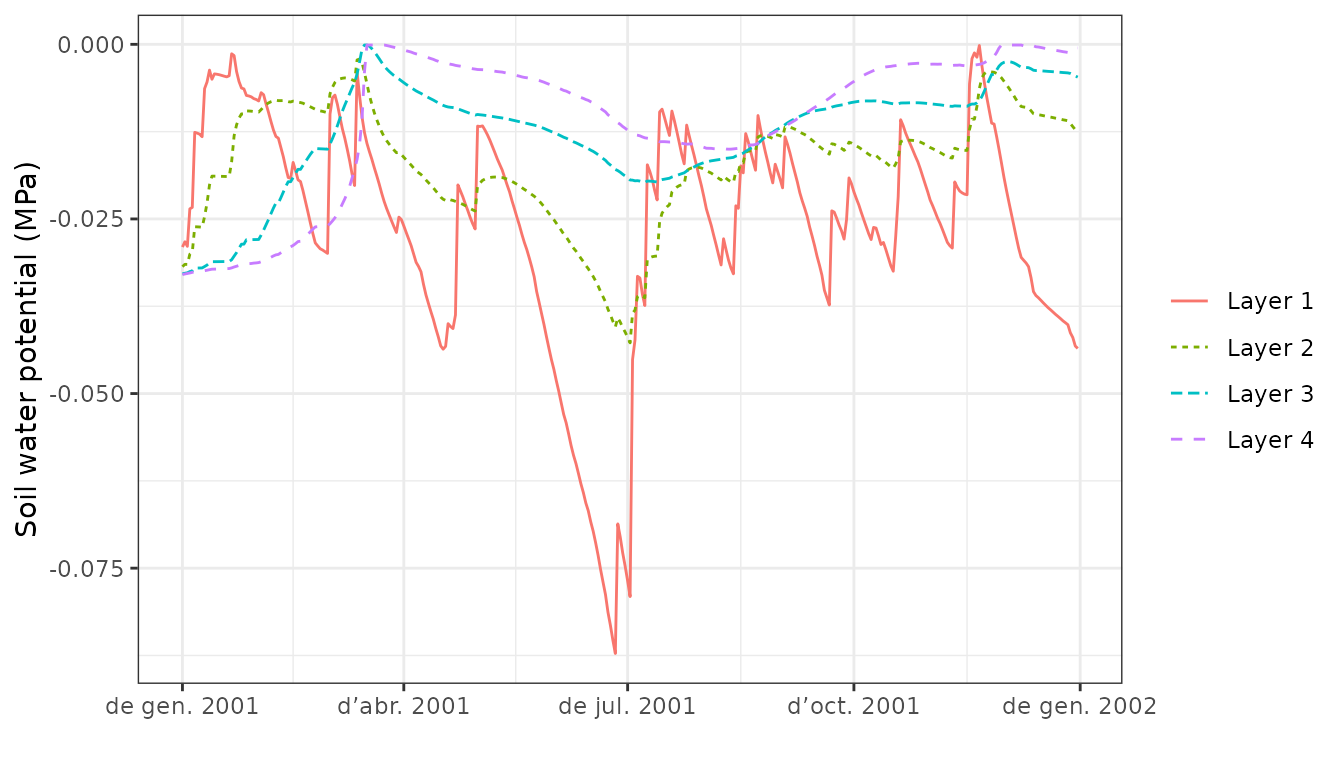 Soil water potential (MPa)
0.000
-0.025
-0.050
-0.075
de gen. 2001
d’abr. 2001
de jul. 2001
d’oct. 2001
de gen. 2002
Layer 1
Layer 2
Layer 3
Layer 4